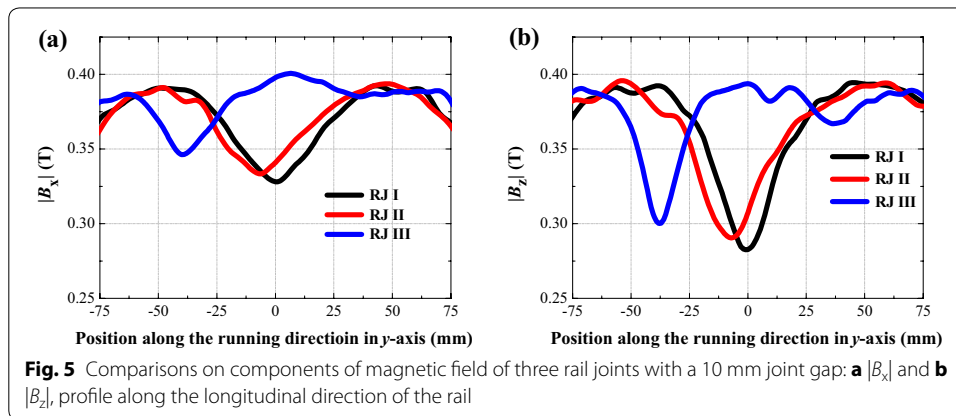 (a)
0.40
0.35
0.30
0.25
|Bx| (T)
RJ I
RJ II
RJ III
-75 -50 -25 0 25 50 75
Position along the running directioin in y-axis (mm)
(b)
0.40
0.35
0.30
0.25
|Bz| (T)
RJ I
RJ II
RJ III
-75 -50 -25 0 25 50 75
Position along the running directioin in y-axis (mm)
Fig. 5 Comparisons on components of magnetic field of three rail joints with a 10 mm joint gap: a |Bx| and b
|Bz|, profile along the longitudinal direction of the rail